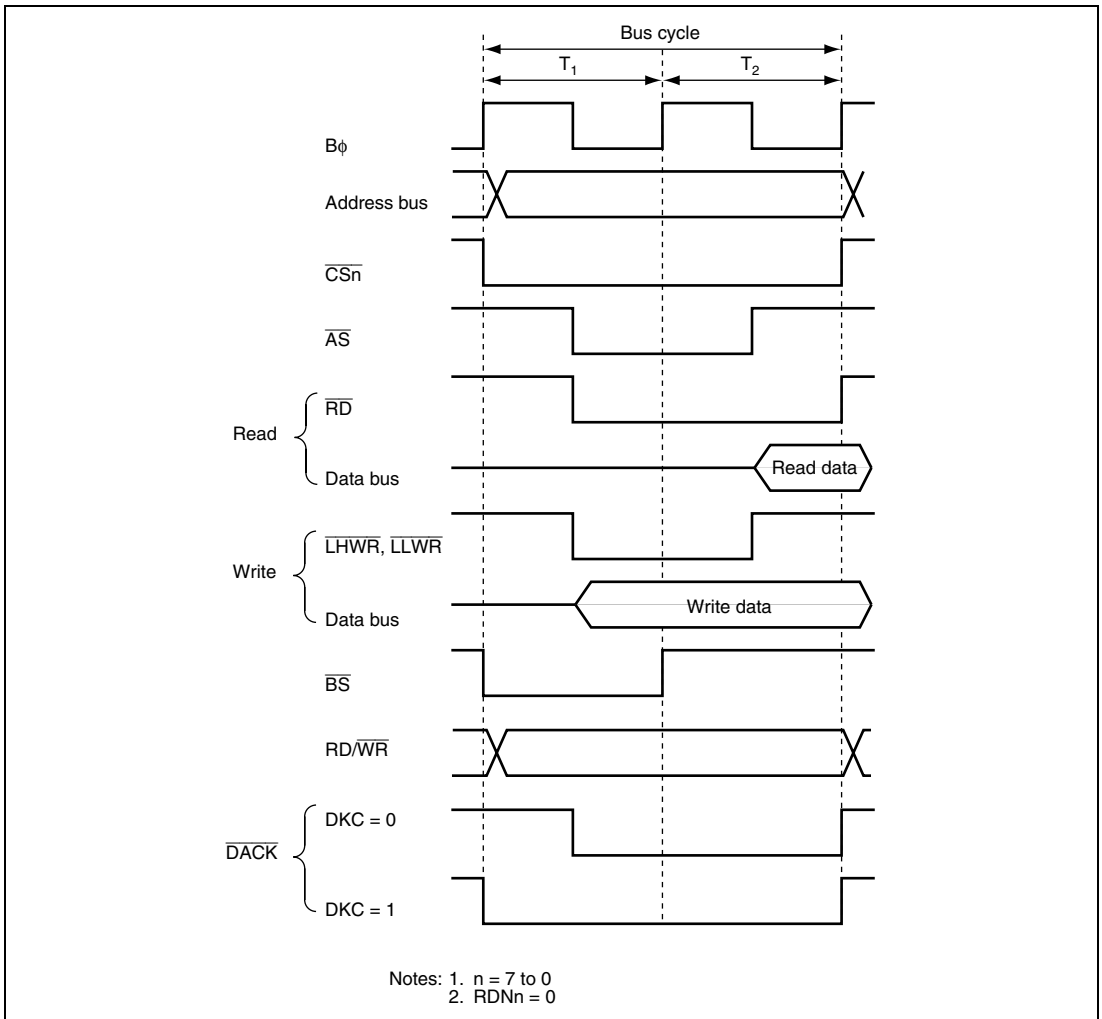 Bus cycle
T1 T2
Bφ
Address bus
CSn
AS
RD
Read
Data bus
Read data
LHWR, LLWR
Write
Data bus
Write data
BS
RD/WR
DKC = 0
DACK
DKC = 1
Notes: 1. n = 7 to 0
2. RDNn = 0